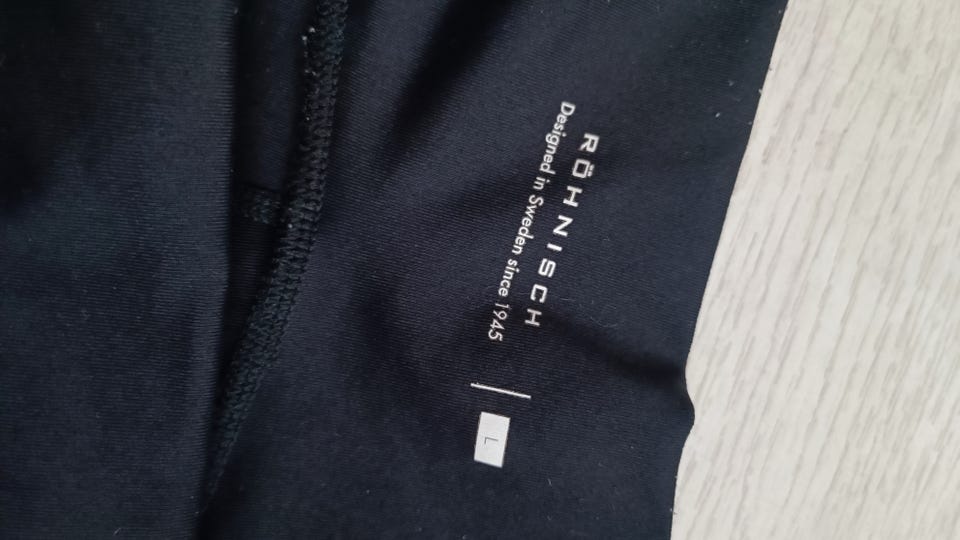 RÖHNISCH
Designed in Sweden since 1945
L